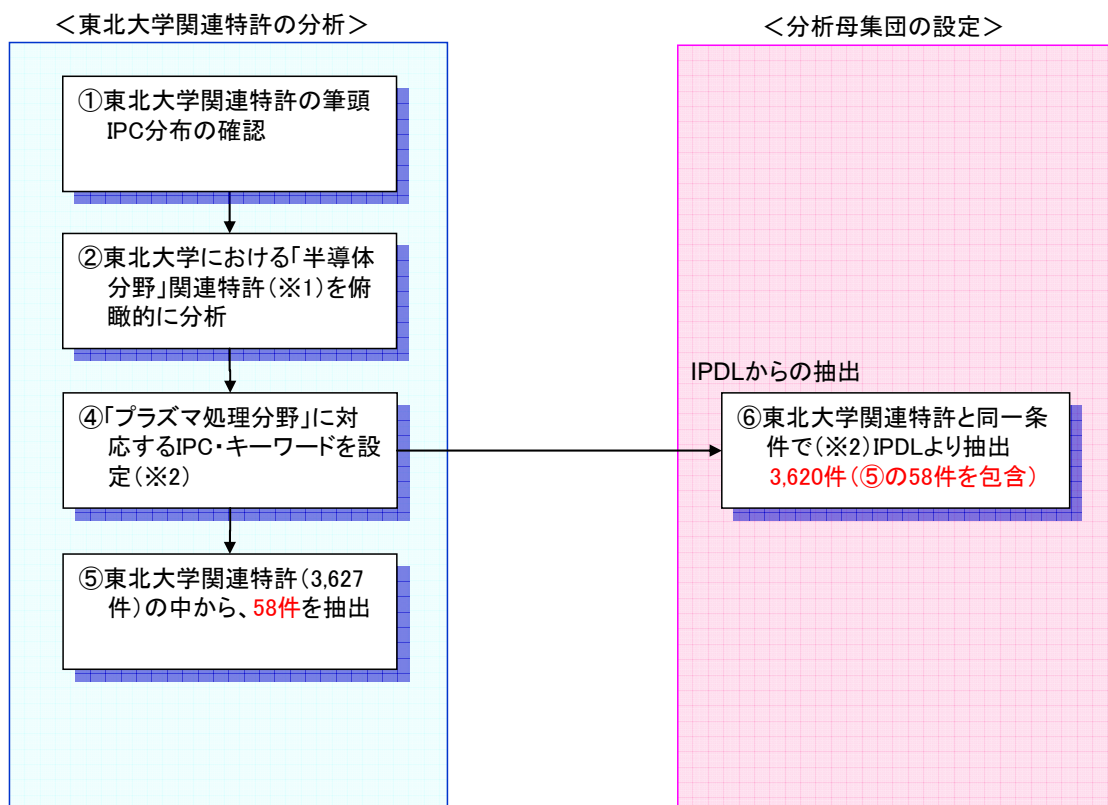 <東北大学関連特許の分析>
①東北大学関連特許の筆頭
IPC分布の確認
②東北大学における「半導体
分野」関連特許(※1)を俯
瞰的に分析
④「プラズマ処理分野」に対
応するIPC・キーワードを設
定(※2)
⑤東北大学関連特許(3,627
件)の中から、58件を抽出
<分析母集団の設定>
IPDLからの抽出
⑥東北大学関連特許と同一条
件で(※2)IPDLより抽出
3,620件(⑤の58件を包含)